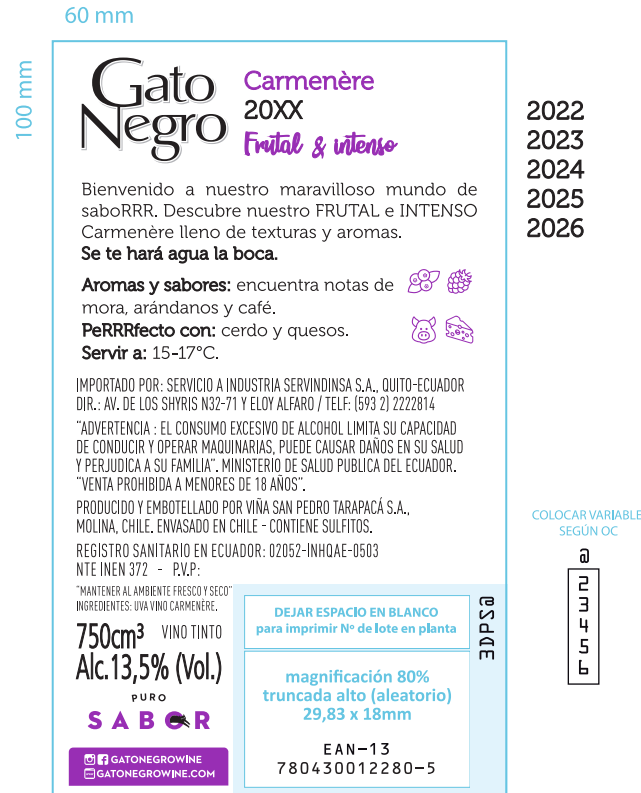 60 mm
100 mm
Gato
Negro
Carmenère
20XX
Frutal & intenso
2022
2023
2024
2025
2026
Bienvenido a nuestro maravilloso mundo de
saboRRR. Descubre nuestro FRUTAL e INTENSO
Carmenère lleno de texturas y aromas.
Se te hará agua la boca.
Aromas y sabores: encuentra notas de
mora, arándanos y café.
PeRRRfecto con: cerdo y quesos.
Servir a: 15-17°C.
IMPORTADO POR: SERVICIO A INDUSTRIA SERVINDINSA S.A., QUITO-ECUADOR
DIR.: AV. DE LOS SHYRIS N32-71 Y ELOY ALFARO / TELF: (593 2) 2222814
"ADVERTENCIA : EL CONSUMO EXCESIVO DE ALCOHOL LIMITA SU CAPACIDAD
DE CONDUCIR Y OPERAR MAQUINARIAS, PUEDE CAUSAR DAÑOS EN SU SALUD
Y PERJUDICA A SU FAMILIA". MINISTERIO DE SALUD PUBLICA DEL ECUADOR.
"VENTA PROHIBIDA A MENORES DE 18 AÑOS".
PRODUCIDO Y EMBOTELLADO POR VIÑA SAN PEDRO TARAPACÁ S.A.,
MOLINA, CHILE. ENVASADO EN CHILE - CONTIENE SULFITOS.
REGISTRO SANITARIO EN ECUADOR: 02052-INHQAE-0503
NTE INEN 372 - P.V.P:
"MANTENER AL AMBIENTE FRESCO Y SECO"
INGREDIENTES: UVA VINO CARMENÈRE.
750cm³ VINO TINTO
Alc.13,5% (Vol.)
PURO
SABOR
GATONEGROWINE
GATONEGROWINE.COM
DEJAR ESPACIO EN BLANCO
para imprimir Nº de lote en planta
3DPS@
magnificación 80%
truncada alto (aleatorio)
29,83 x 18mm
EAN-13
780430012280-5
COLOCAR VARIABLE
SEGÚN OC
@
2
3
4
5
6